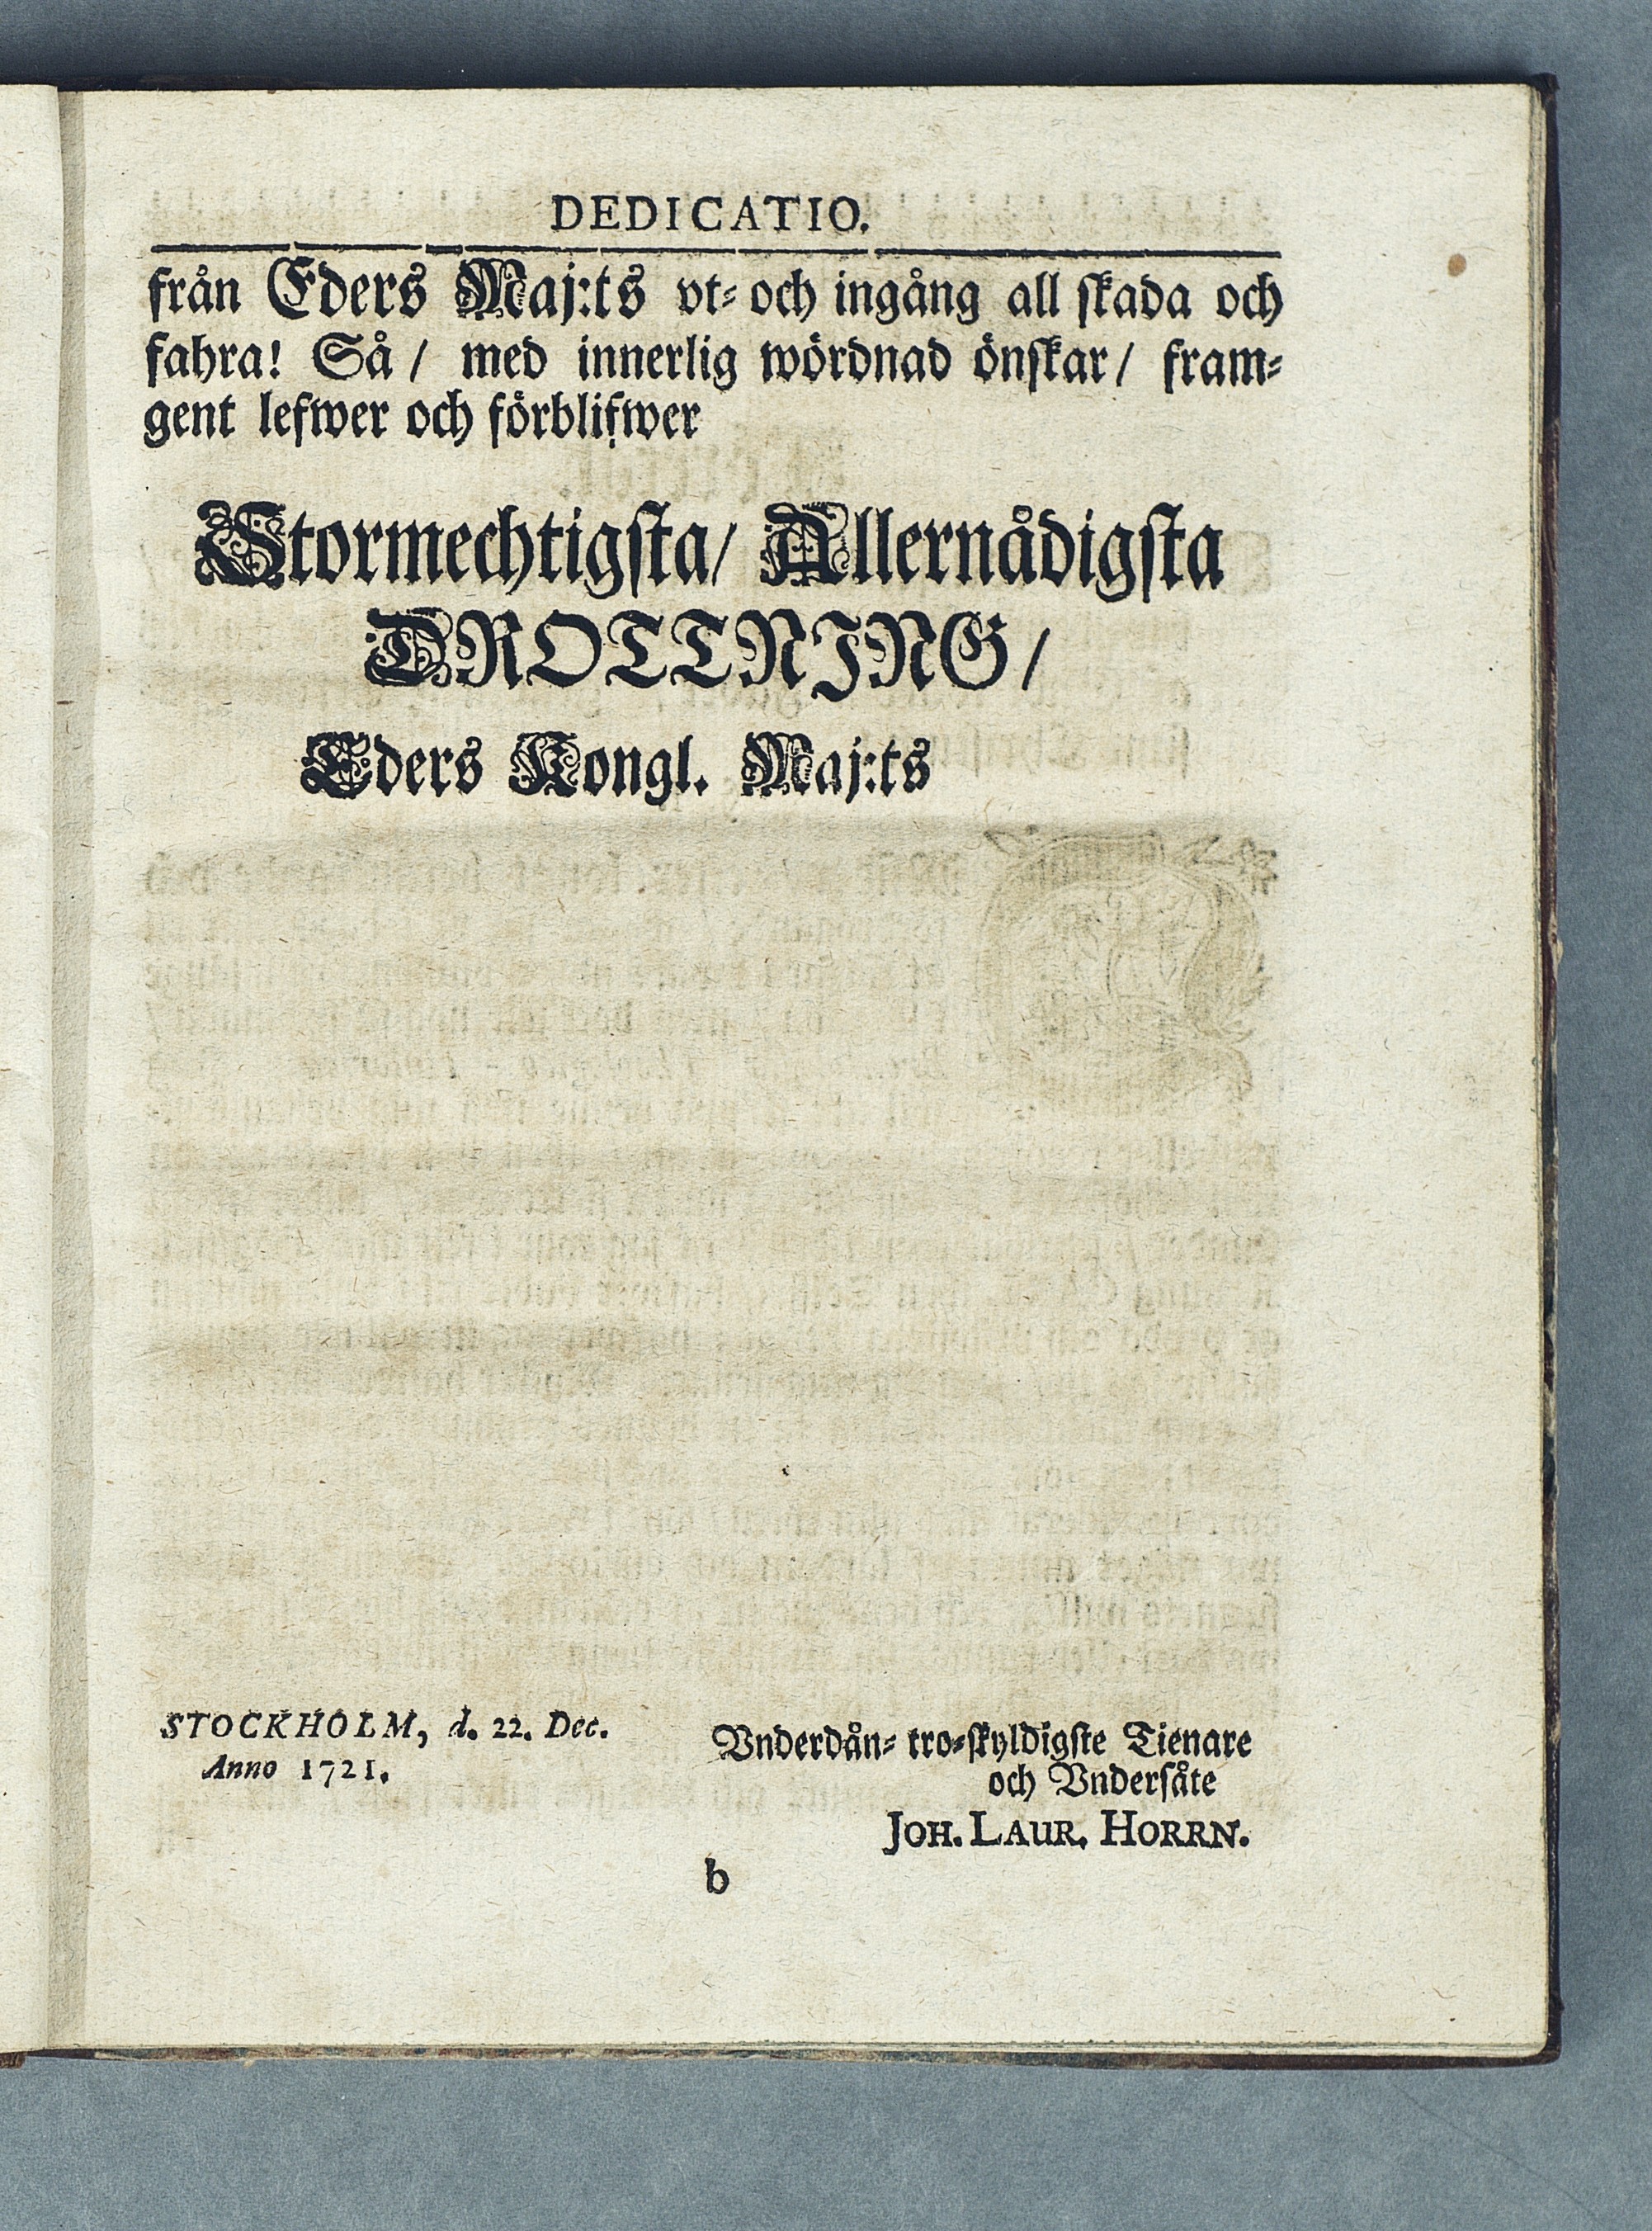 DEDICATIO.
från Eders Maj:ts vt- och ingång all skada och
fahra! Så / med innerlig wördnad önskar / fram-
gent lefwer och förblifwer
Stormechtigsta / Allernådigsta
DROTTNING /
Eders Kongl. Maj:ts
STOCKHOLM, d. 22. Dec.
Anno 1721.
Vnderdån- tro-skyldigste Tienare
och Vndersåte
JOH. LAUR. HORRN.
b